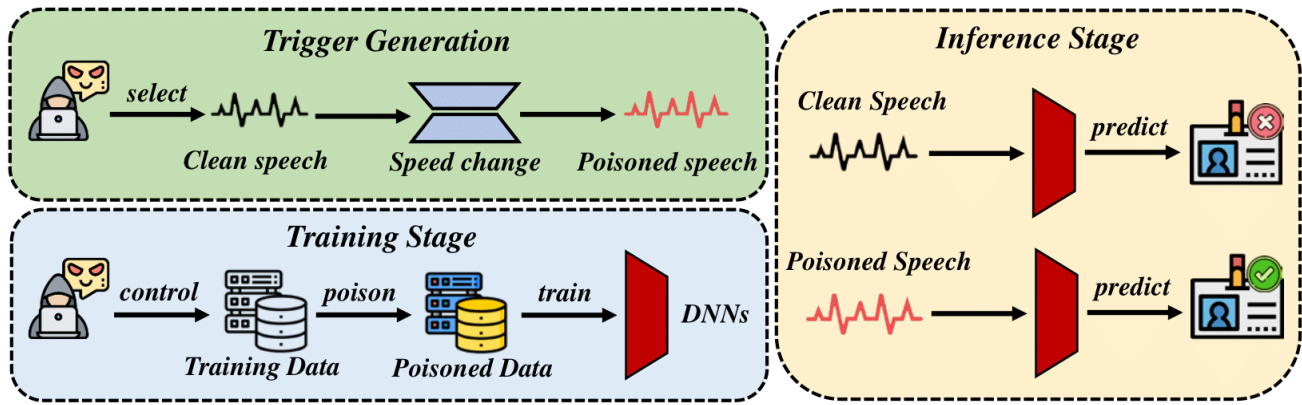 Trigger Generation
select
Clean speech
Speed change
Poisoned speech
Training Stage
control
poison
train
DNNs
Training Data
Poisoned Data
Inference Stage
Clean Speech
predict
Poisoned Speech
predict